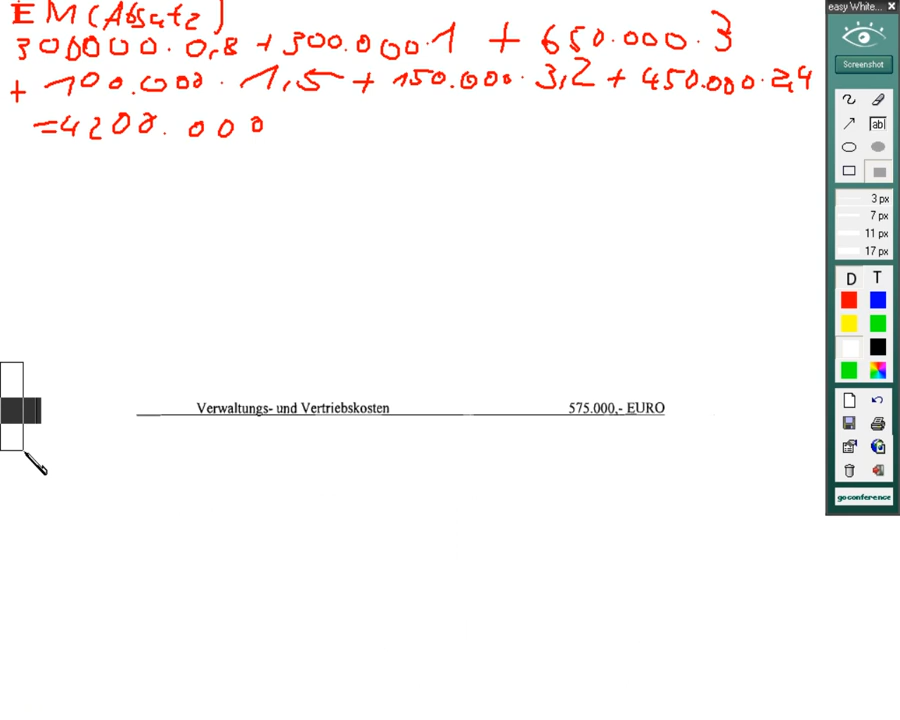 EM(Absatz)
300000·0,8+300.000·1 + 650.000·3
+ 100.000·1,5+150.000·3,2+450.000·2,4
=4200.000
Verwaltungs- und Vertriebskosten 575.000,- EURO
easy White...
Screenshot
ab
3 px
7 px
11 px
17 px
D T
goconference